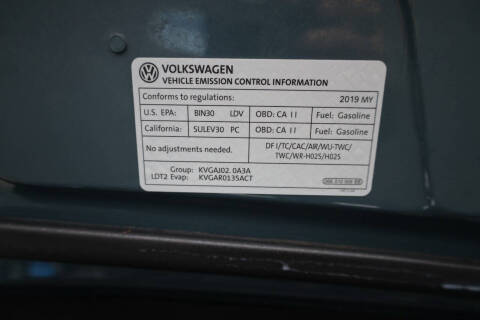 VOLKSWAGEN
VEHICLE EMISSION CONTROL INFORMATION
Conforms to regulations: 2019 MY
U.S. EPA: BIN30 LDV OBD: CA II Fuel: Gasoline
California: SULEV30 PC OBD: CA II Fuel: Gasoline
No adjustments needed.
DFI/TC/CAC/AIR/WU-TWC/
TWC/WR-HO2S/HO2S
Group: KVGAJ02.0A3A
LDT2 Evap: KVGAR0135ACT